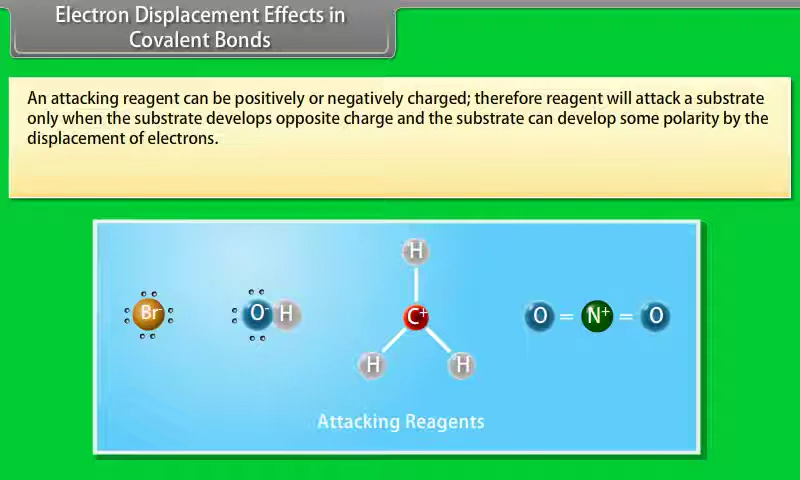 Electron Displacement Effects in
Covalent Bonds
An attacking reagent can be positively or negatively charged; therefore reagent will attack a substrate
only when the substrate develops opposite charge and the substrate can develop some polarity by the
displacement of electrons.
H
Br⁻ O⁻ H C⁺ O = N⁺ = O
H H
Attacking Reagents